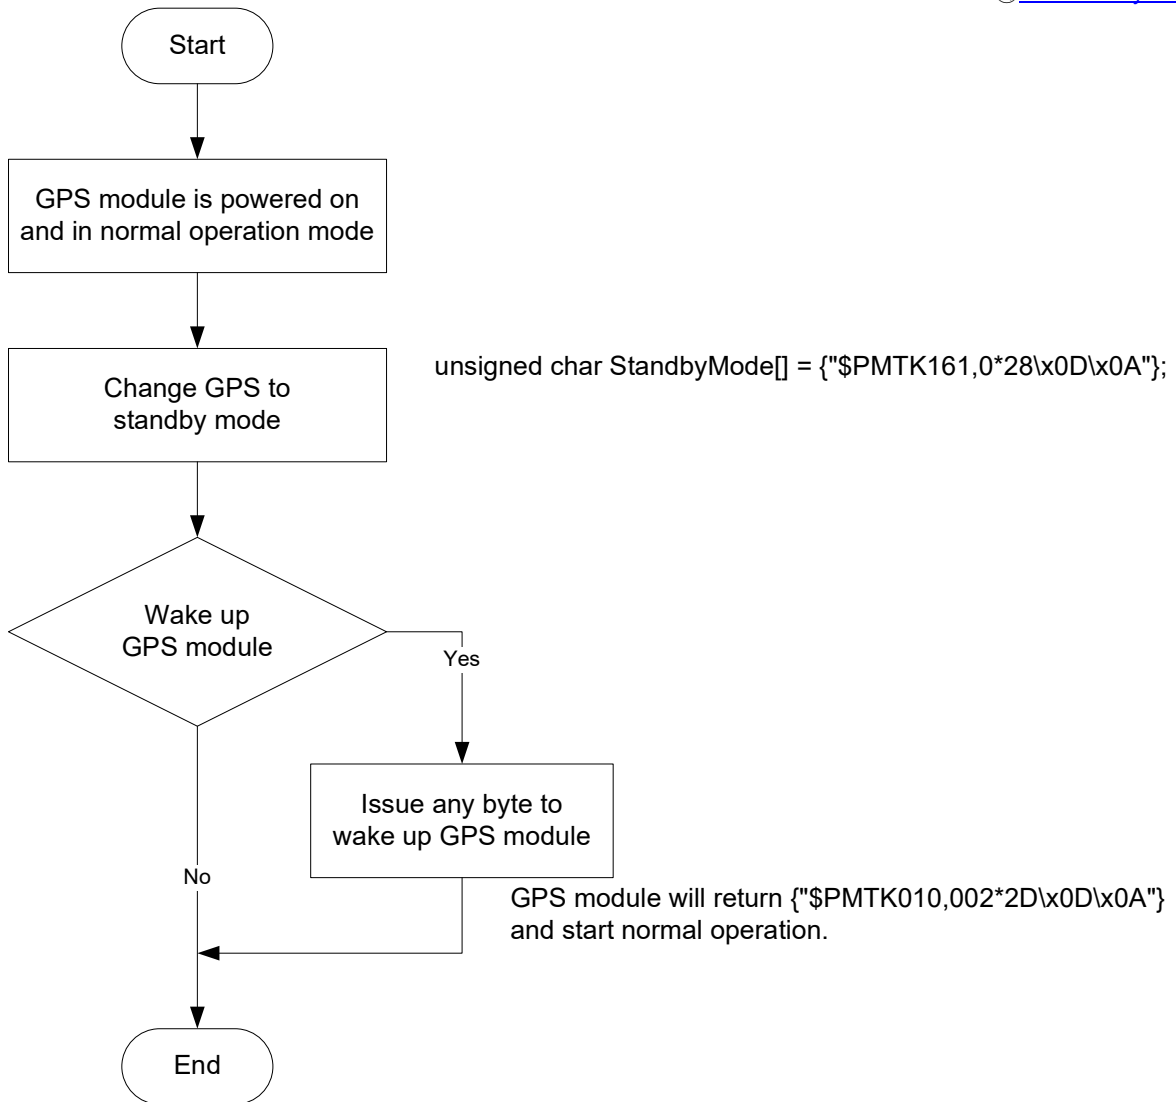 Start
GPS module is powered on
and in normal operation mode
Change GPS to
standby mode
unsigned char StandbyMode[] = {"$PMTK161,0*28\x0D\x0A"};
Wake up
GPS module
Yes
Issue any byte to
wake up GPS module
No
GPS module will return {"$PMTK010,002*2D\x0D\x0A"}
and start normal operation.
End